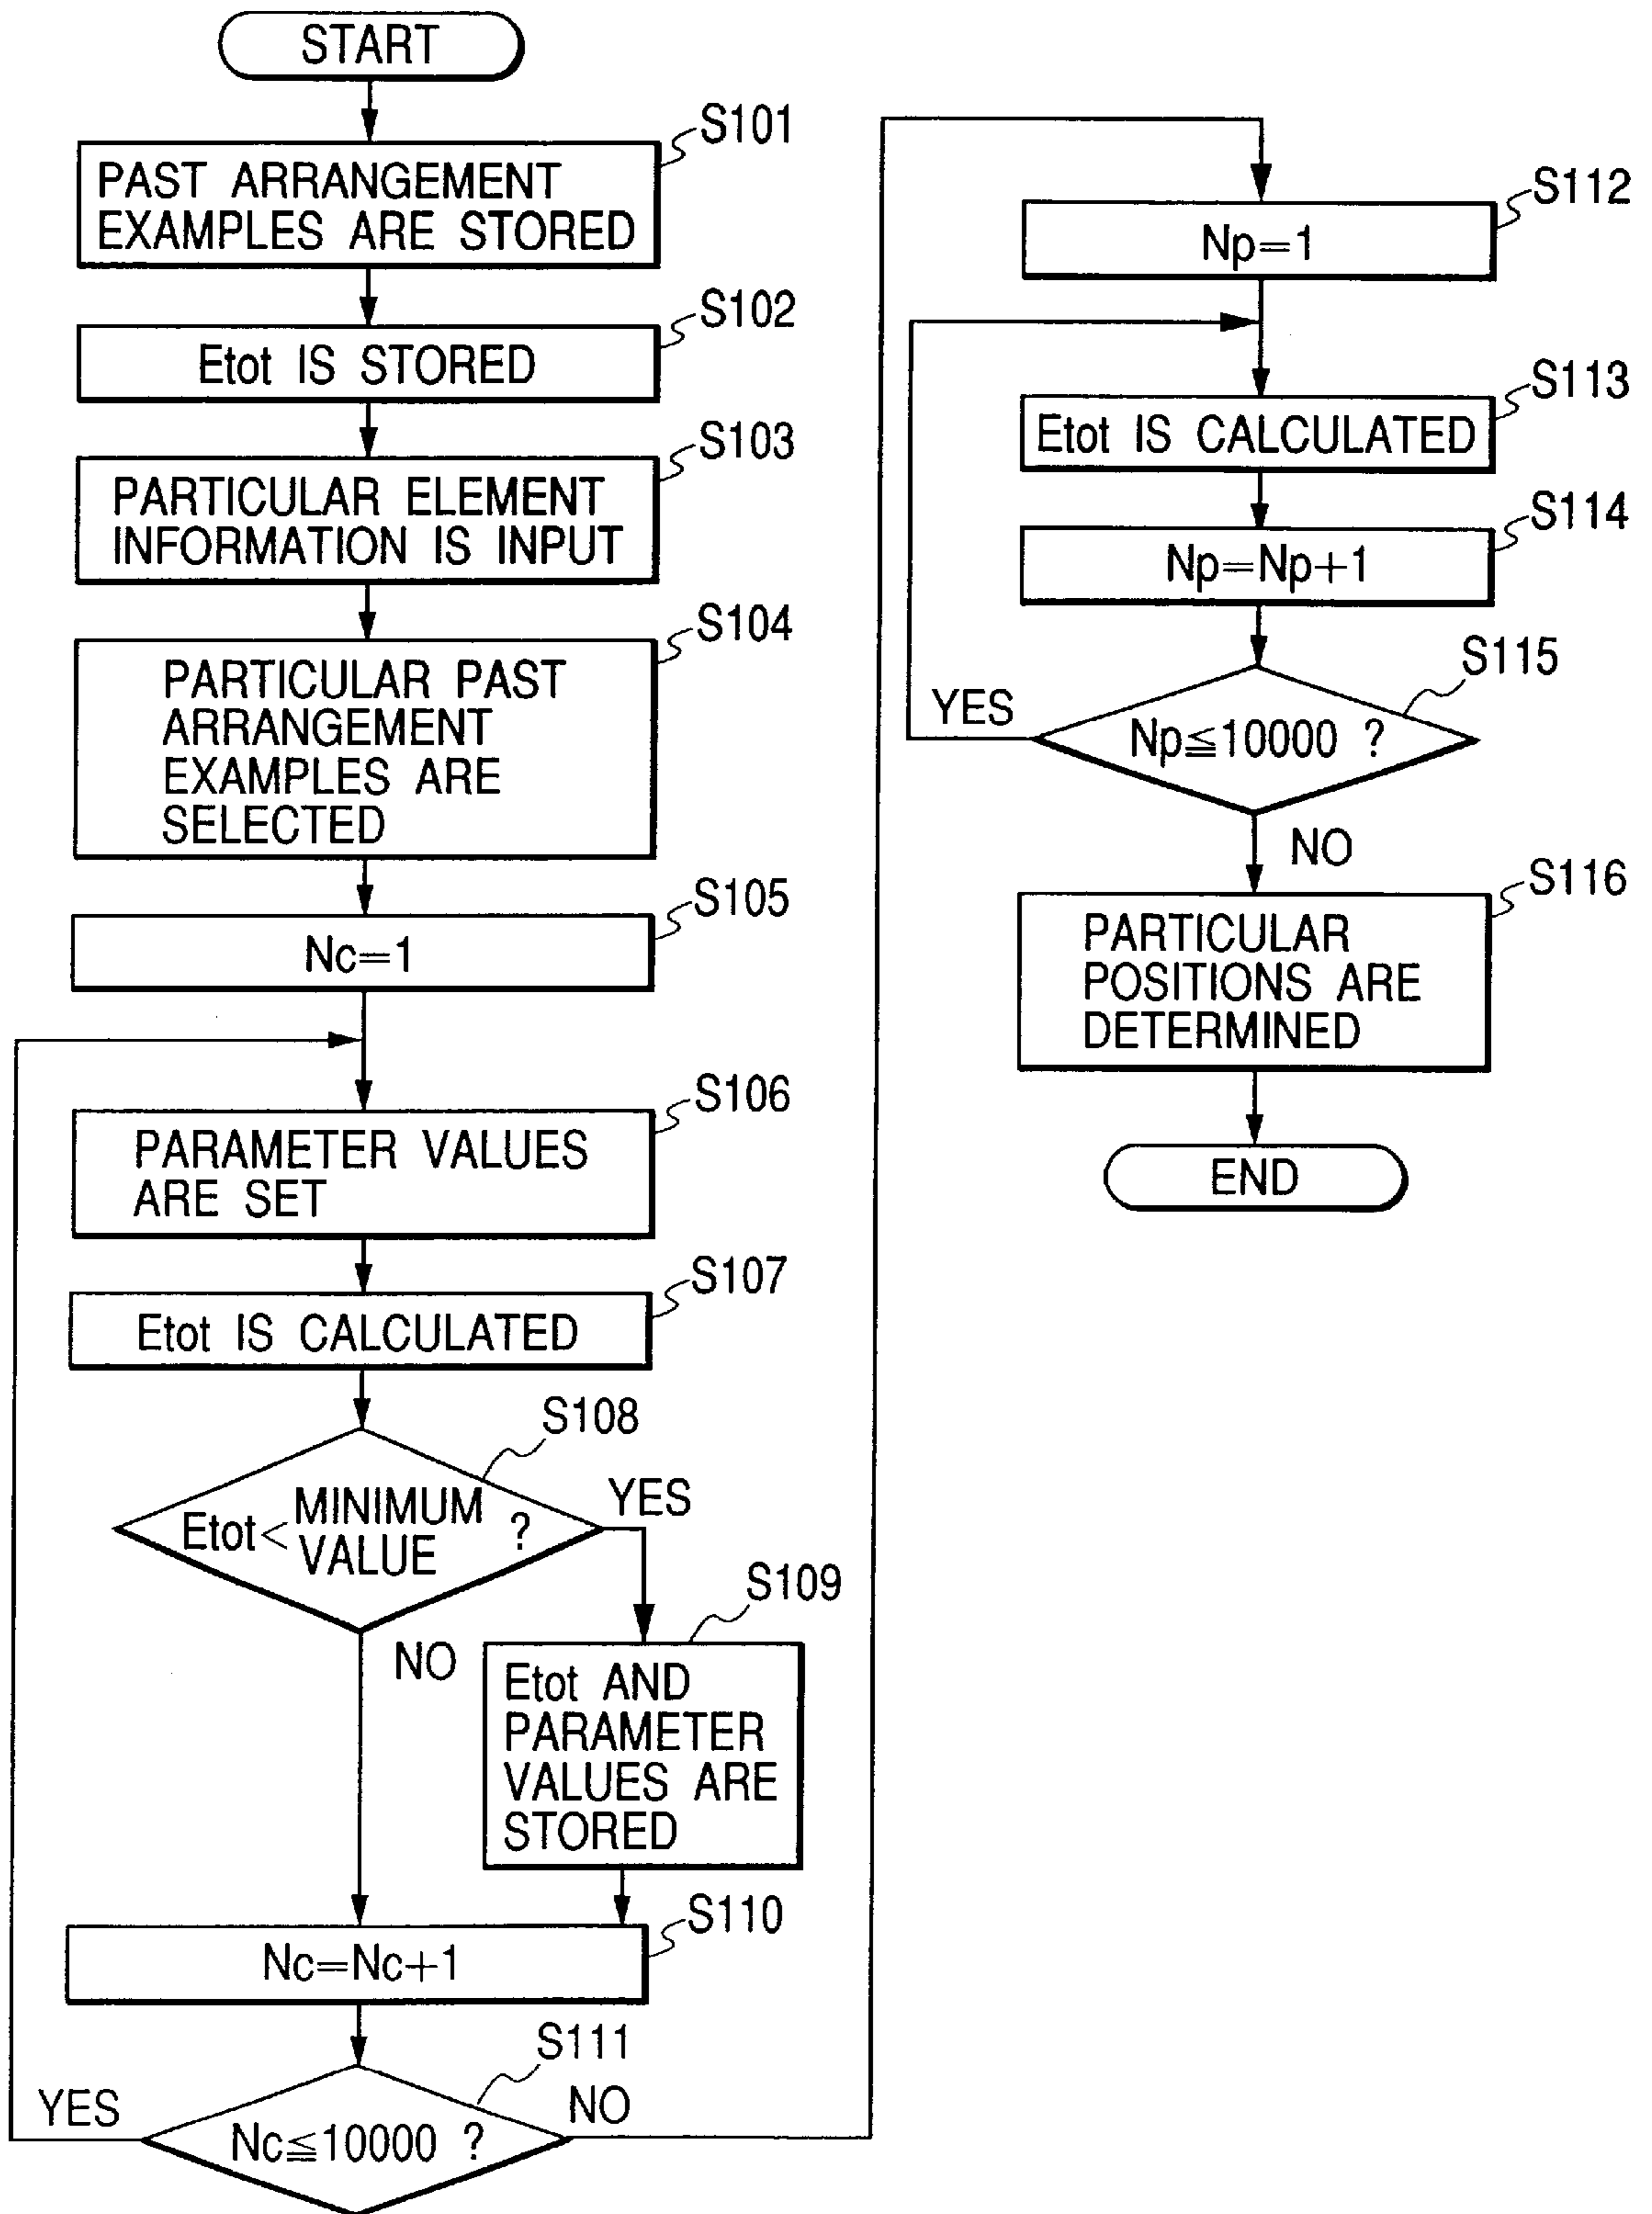 START
S101
PAST ARRANGEMENT
EXAMPLES ARE STORED
S102
Etot IS STORED
S103
PARTICULAR ELEMENT
INFORMATION IS INPUT
S104
PARTICULAR PAST
ARRANGEMENT
EXAMPLES ARE
SELECTED
S105
Nc=1
S106
PARAMETER VALUES
ARE SET
S107
Etot IS CALCULATED
S108
Etot< MINIMUM
VALUE ?
YES
NO
S109
Etot AND
PARAMETER
VALUES ARE
STORED
S110
Nc=Nc+1
S111
YES
Nc≦10000 ?
NO
S112
Np=1
S113
Etot IS CALCULATED
S114
Np=Np+1
S115
YES
Np≦10000 ?
NO
S116
PARTICULAR
POSITIONS ARE
DETERMINED
END